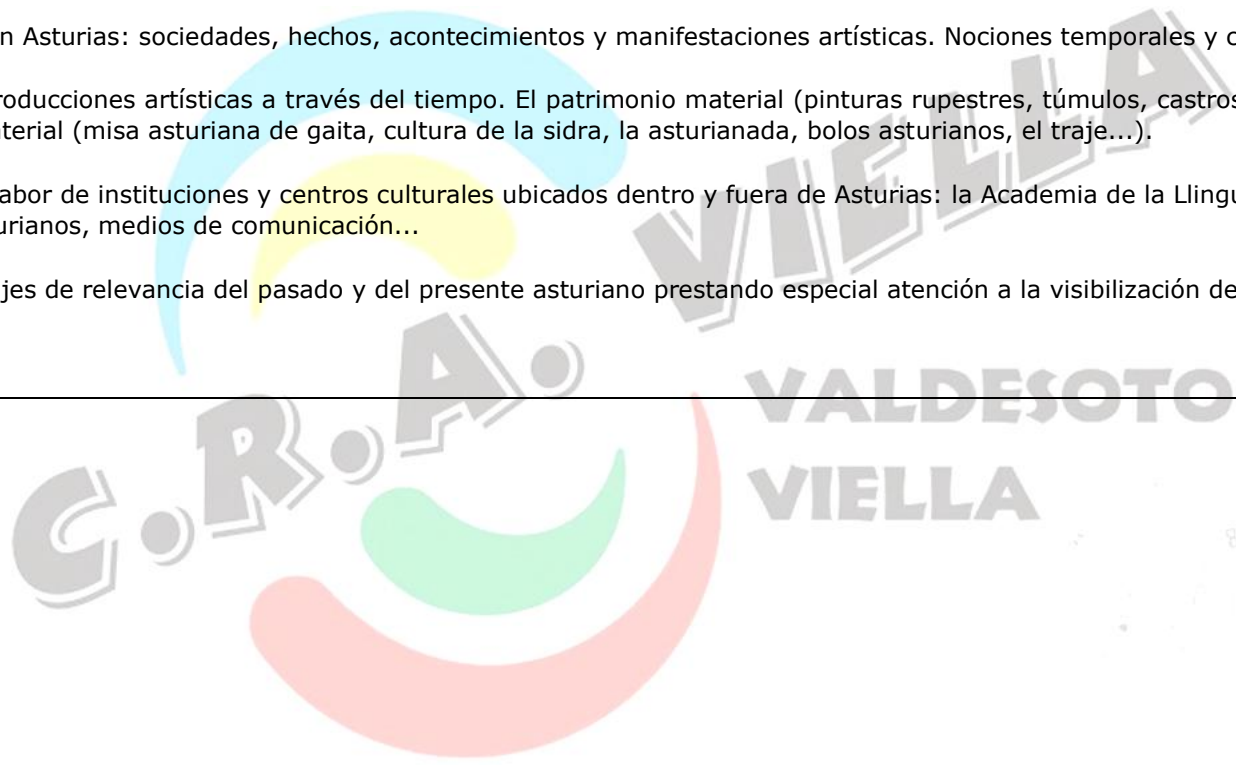 n Asturias: sociedades, hechos, acontecimientos y manifestaciones artísticas. Nociones temporales y c
roducciones artísticas a través del tiempo. El patrimonio material (pinturas rupestres, túmulos, castros
aterial (misa asturiana de gaita, cultura de la sidra, la asturianada, bolos asturianos, el traje...).
abor de instituciones y centros culturales ubicados dentro y fuera de Asturias: la Academia de la Llingu
urianos, medios de comunicación...
jes de relevancia del pasado y del presente asturiano prestando especial atención a la visibilización de
C.R.A. VIELLA
VALDESOTO
VIELLA